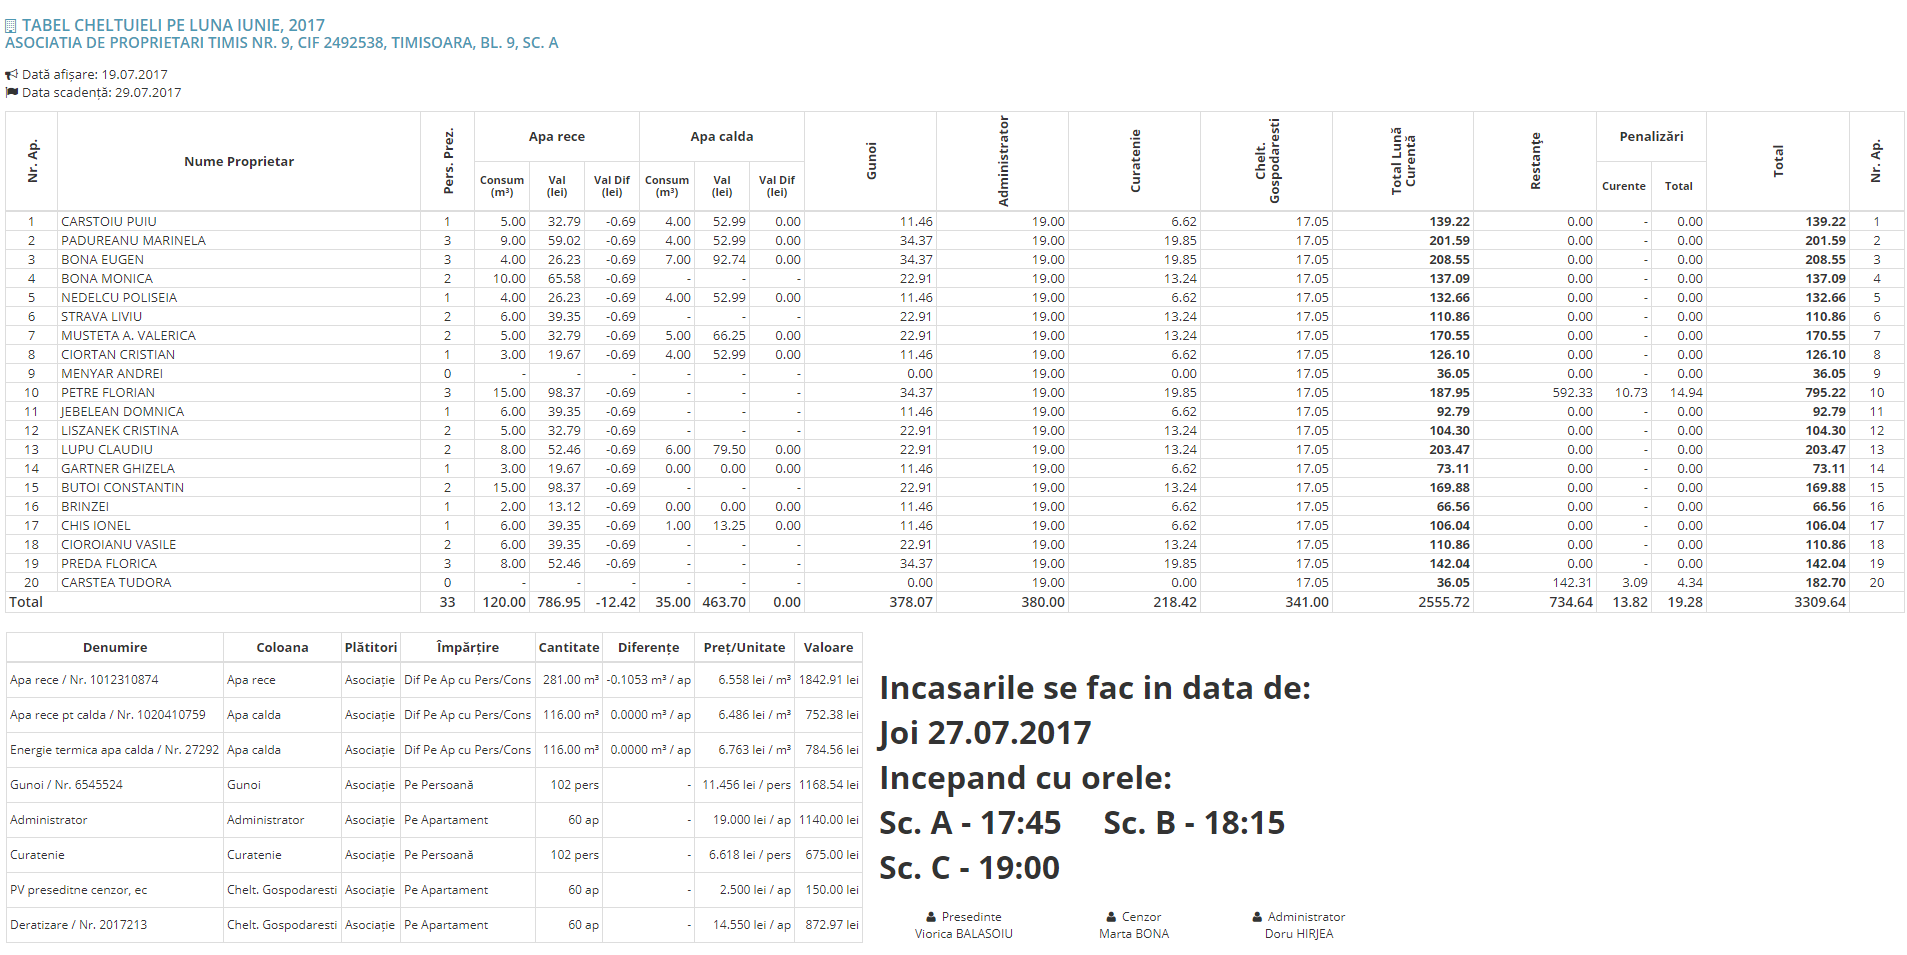 TABEL CHELTUIELI PE LUNA IUNIE, 2017
ASOCIATIA DE PROPRIETARI TIMIS NR. 9, CIF 2492538, TIMISOARA, BL. 9, SC. A
Dată afișare: 19.07.2017
Data scadență: 29.07.2017
Nr. Ap. Nume Proprietar Pers. Prez. Apa rece Apa calda Gunoi Administrator Curatenie Chelt. Gospodaresti Total Lună Curentă Restanțe Penalizări Total Nr. Ap.
Consum (m³) Val (lei) Val Dif (lei) Consum (m³) Val (lei) Val Dif (lei) Curente Total
1 CARSTOIU PUIU 1 5.00 32.79 -0.69 4.00 52.99 0.00 11.46 19.00 6.62 17.05 139.22 0.00 - 0.00 139.22 1
2 PADUREANU MARINELA 3 9.00 59.02 -0.69 4.00 52.99 0.00 34.37 19.00 19.85 17.05 201.59 0.00 - 0.00 201.59 2
3 BONA EUGEN 3 4.00 26.23 -0.69 7.00 92.74 0.00 34.37 19.00 19.85 17.05 208.55 0.00 - 0.00 208.55 3
4 BONA MONICA 2 10.00 65.58 -0.69 - - - 22.91 19.00 13.24 17.05 137.09 0.00 - 0.00 137.09 4
5 NEDELCU POLISEIA 1 4.00 26.23 -0.69 4.00 52.99 0.00 11.46 19.00 6.62 17.05 132.66 0.00 - 0.00 132.66 5
6 STRAVA LIVIU 2 6.00 39.35 -0.69 - - - 22.91 19.00 13.24 17.05 110.86 0.00 - 0.00 110.86 6
7 MUSTETA A. VALERICA 2 5.00 32.79 -0.69 5.00 66.25 0.00 22.91 19.00 13.24 17.05 170.55 0.00 - 0.00 170.55 7
8 CIORTAN CRISTIAN 1 3.00 19.67 -0.69 4.00 52.99 0.00 11.46 19.00 6.62 17.05 126.10 0.00 - 0.00 126.10 8
9 MENYAR ANDREI 0 - - - - - - 0.00 19.00 0.00 17.05 36.05 0.00 - 0.00 36.05 9
10 PETRE FLORIAN 3 15.00 98.37 -0.69 - - - 34.37 19.00 19.85 17.05 187.95 592.33 10.73 14.94 795.22 10
11 JEBELEAN DOMNICA 1 6.00 39.35 -0.69 - - - 11.46 19.00 6.62 17.05 92.79 0.00 - 0.00 92.79 11
12 LISZANEK CRISTINA 2 5.00 32.79 -0.69 - - - 22.91 19.00 13.24 17.05 104.30 0.00 - 0.00 104.30 12
13 LUPU CLAUDIU 2 8.00 52.46 -0.69 6.00 79.50 0.00 22.91 19.00 13.24 17.05 203.47 0.00 - 0.00 203.47 13
14 GARTNER GHIZELA 1 3.00 19.67 -0.69 0.00 0.00 0.00 11.46 19.00 6.62 17.05 73.11 0.00 - 0.00 73.11 14
15 BUTOI CONSTANTIN 2 15.00 98.37 -0.69 - - - 22.91 19.00 13.24 17.05 169.88 0.00 - 0.00 169.88 15
16 BRINZEI 1 2.00 13.12 -0.69 0.00 0.00 0.00 11.46 19.00 6.62 17.05 66.56 0.00 - 0.00 66.56 16
17 CHIS IONEL 1 6.00 39.35 -0.69 1.00 13.25 0.00 11.46 19.00 6.62 17.05 106.04 0.00 - 0.00 106.04 17
18 CIOROIANU VASILE 2 6.00 39.35 -0.69 - - - 22.91 19.00 13.24 17.05 110.86 0.00 - 0.00 110.86 18
19 PREDA FLORICA 3 8.00 52.46 -0.69 - - - 34.37 19.00 19.85 17.05 142.04 0.00 - 0.00 142.04 19
20 CARSTEA TUDORA 0 - - - - - - 0.00 19.00 0.00 17.05 36.05 142.31 3.09 4.34 182.70 20
Total 33 120.00 786.95 -12.42 35.00 463.70 0.00 378.07 380.00 218.42 341.00 2555.72 734.64 13.82 19.28 3309.64
Denumire Coloana Plătitori Împărțire Cantitate Diferențe Preț/Unitate Valoare
Apa rece / Nr. 1012310874 Apa rece Asociație Dif Pe Ap cu Pers/Cons 281.00 m³ -0.1053 m³ / ap 6.558 lei / m³ 1842.91 lei
Apa rece pt calda / Nr. 1020410759 Apa calda Asociație Dif Pe Ap cu Pers/Cons 116.00 m³ 0.0000 m³ / ap 6.486 lei / m³ 752.38 lei
Energie termica apa calda / Nr. 27292 Apa calda Asociație Dif Pe Ap cu Pers/Cons 116.00 m³ 0.0000 m³ / ap 6.763 lei / m³ 784.56 lei
Gunoi / Nr. 6545524 Gunoi Asociație Pe Persoană 102 pers - 11.456 lei / pers 1168.54 lei
Administrator Administrator Asociație Pe Apartament 60 ap - 19.000 lei / ap 1140.00 lei
Curatenie Curatenie Asociație Pe Persoană 102 pers - 6.618 lei / pers 675.00 lei
PV preseditne cenzor, ec Chelt. Gospodaresti Asociație Pe Apartament 60 ap - 2.500 lei / ap 150.00 lei
Deratizare / Nr. 2017213 Chelt. Gospodaresti Asociație Pe Apartament 60 ap - 14.550 lei / ap 872.97 lei
Incasarile se fac in data de:
Joi 27.07.2017
Incepand cu orele:
Sc. A - 17:45 Sc. B - 18:15
Sc. C - 19:00
Presedinte Cenzor Administrator
Viorica BALASOIU Marta BONA Doru HIRJEA